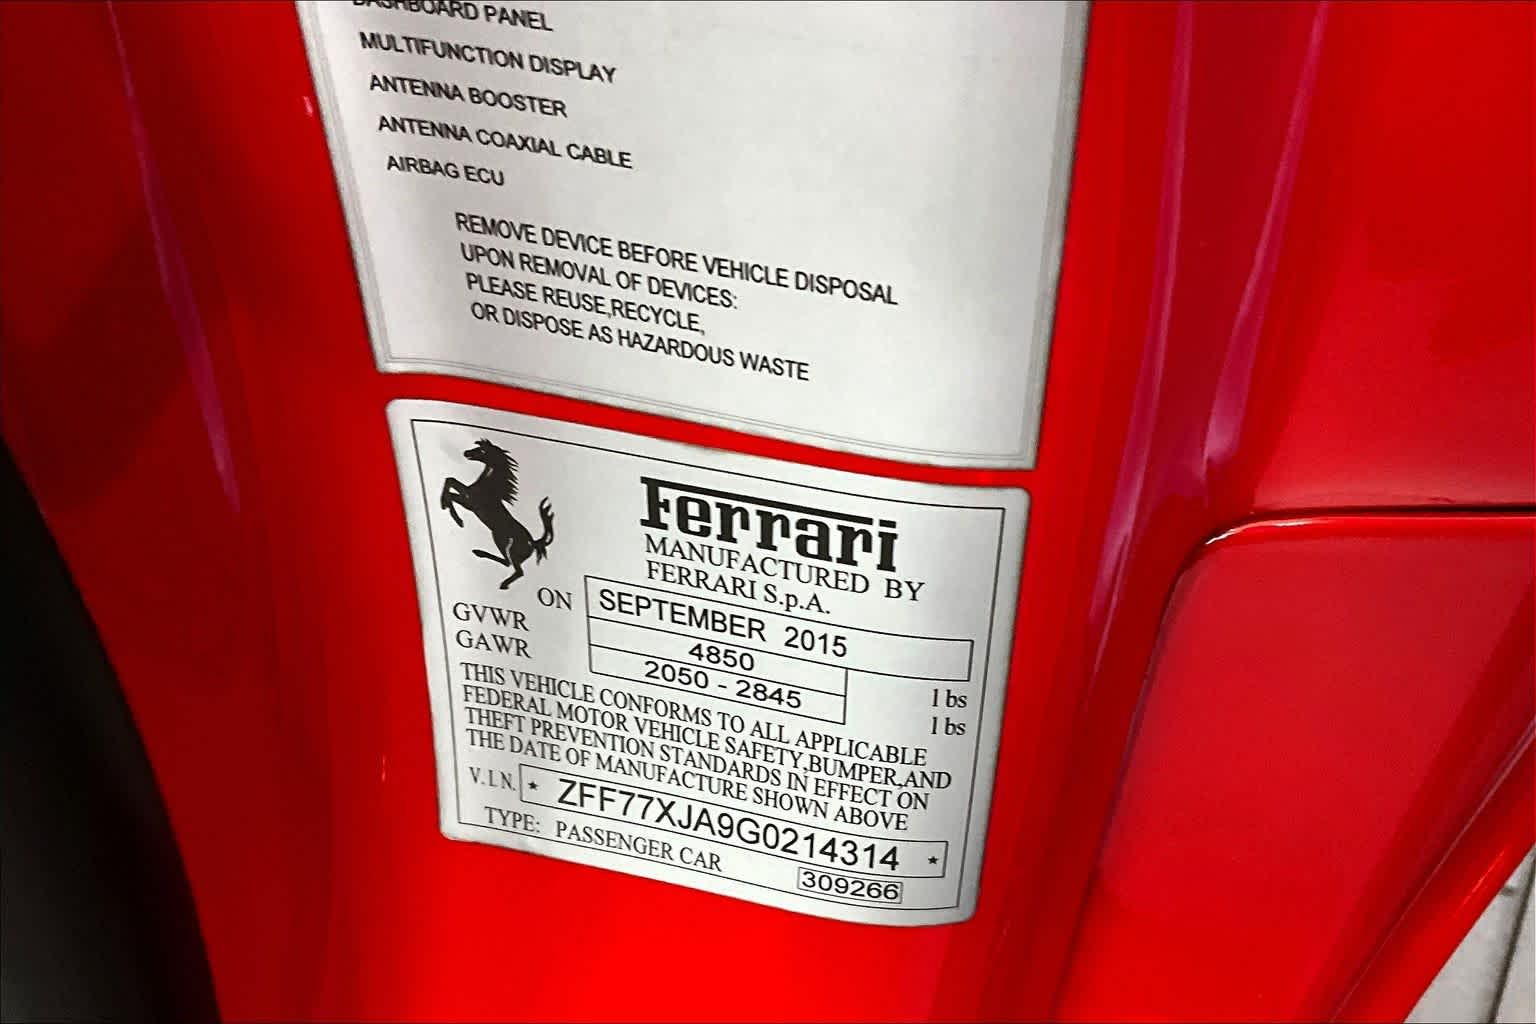 DASHBOARD PANEL
MULTIFUNCTION DISPLAY
ANTENNA BOOSTER
ANTENNA COAXIAL CABLE
AIRBAG ECU
REMOVE DEVICE BEFORE VEHICLE DISPOSAL
UPON REMOVAL OF DEVICES:
PLEASE REUSE,RECYCLE,
OR DISPOSE AS HAZARDOUS WASTE
Ferrari
MANUFACTURED BY
FERRARI S.p.A.
ON SEPTEMBER 2015
GVWR 4850 lbs
GAWR 2050 - 2845 lbs
THIS VEHICLE CONFORMS TO ALL APPLICABLE
FEDERAL MOTOR VEHICLE SAFETY,BUMPER,AND
THEFT PREVENTION STANDARDS IN EFFECT ON
THE DATE OF MANUFACTURE SHOWN ABOVE
V.I.N. * ZFF77XJA9G0214314 *
TYPE: PASSENGER CAR 309266